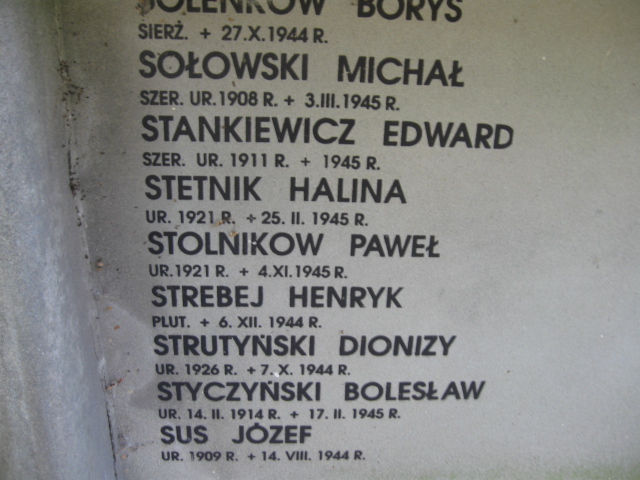 SOLENKOW BORYS
SIERŻ. + 27.X.1944 R.
SOŁOWSKI MICHAŁ
SZER. UR.1908 R. + 3.III.1945 R.
STANKIEWICZ EDWARD
SZER. UR. 1911 R. + 1945 R.
STETNIK HALINA
UR. 1921 R. + 25. II. 1945 R.
STOLNIKOW PAWEŁ
UR.1921 R. + 4.XI.1945 R.
STREBEJ HENRYK
PLUT. + 6. XII. 1944 R.
STRUTYŃSKI DIONIZY
UR. 1926 R. + 7. X. 1944 R.
STYCZYŃSKI BOLESŁAW
UR. 14. II. 1914 R. + 17. II. 1945 R.
SUS JÓZEF
UR. 1909 R. + 14. VIII. 1944 R.